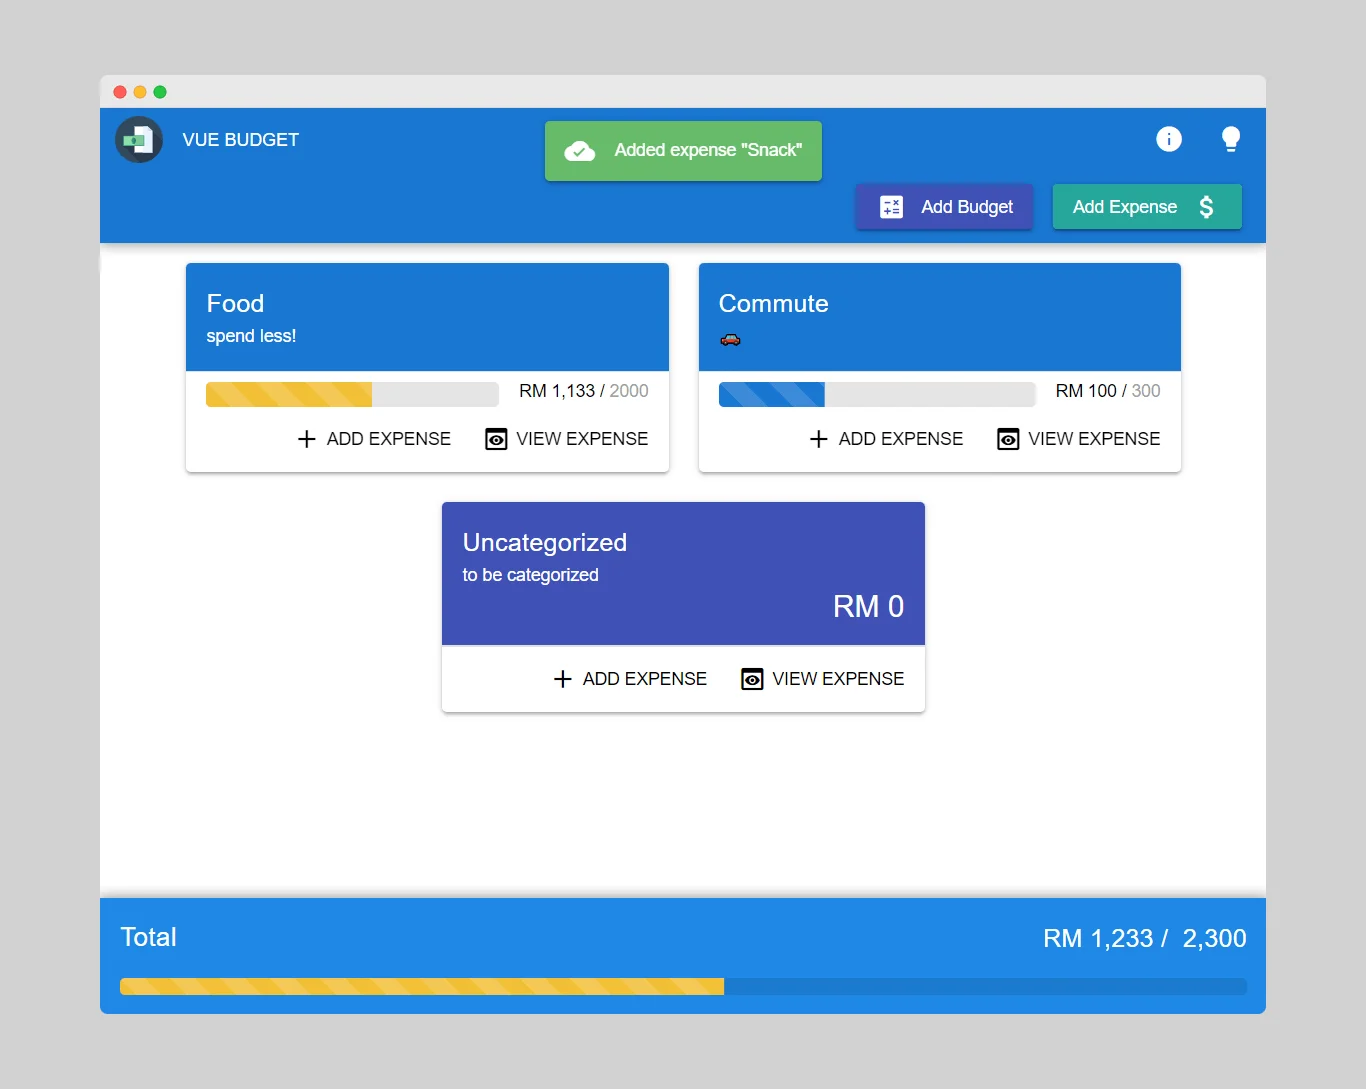 VUE BUDGET
Added expense "Snack"
Add Budget
Add Expense
Food
spend less!
RM 1,133 / 2000
ADD EXPENSE
VIEW EXPENSE
Commute
RM 100 / 300
ADD EXPENSE
VIEW EXPENSE
Uncategorized
to be categorized
RM 0
ADD EXPENSE
VIEW EXPENSE
Total
RM 1,233 / 2,300